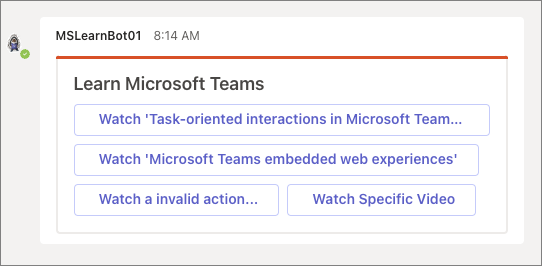 MSLearnBot01 8:14 AM
Learn Microsoft Teams
Watch 'Task-oriented interactions in Microsoft Team...
Watch 'Microsoft Teams embedded web experiences'
Watch a invalid action... Watch Specific Video